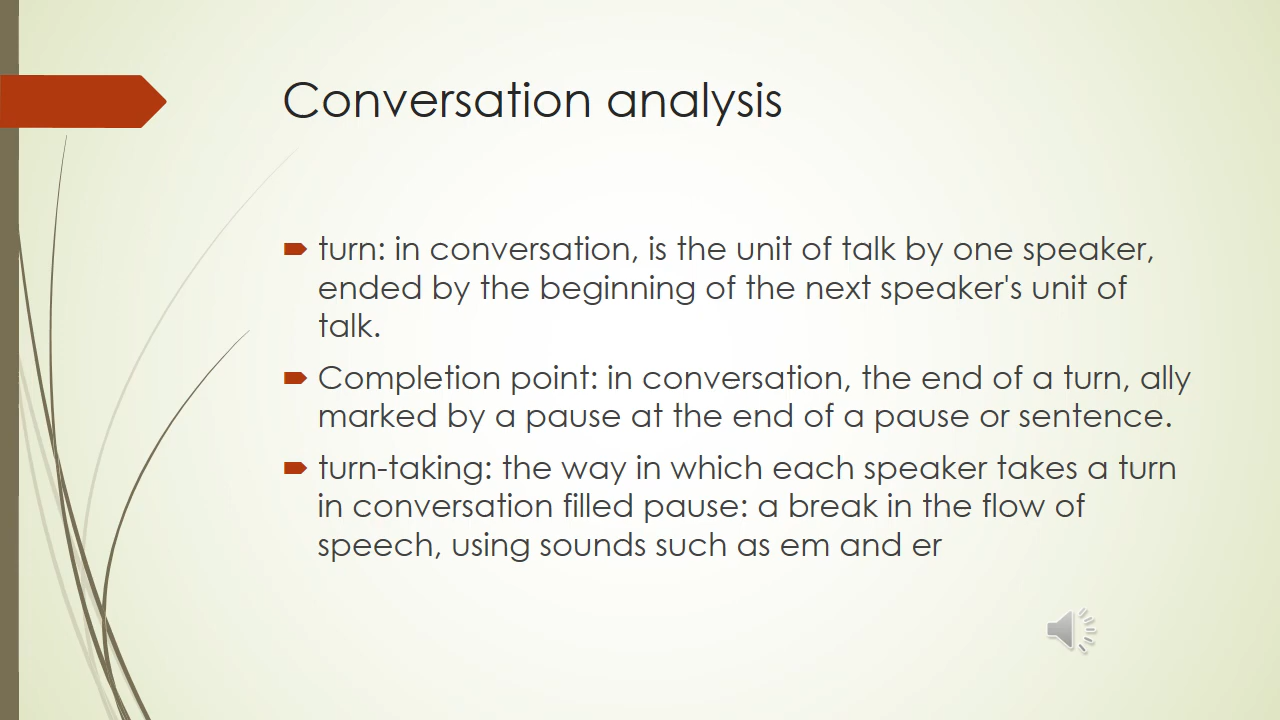 Conversation analysis
turn: in conversation, is the unit of talk by one speaker,
ended by the beginning of the next speaker's unit of
talk.
Completion point: in conversation, the end of a turn, ally
marked by a pause at the end of a pause or sentence.
turn-taking: the way in which each speaker takes a turn
in conversation filled pause: a break in the flow of
speech, using sounds such as em and er